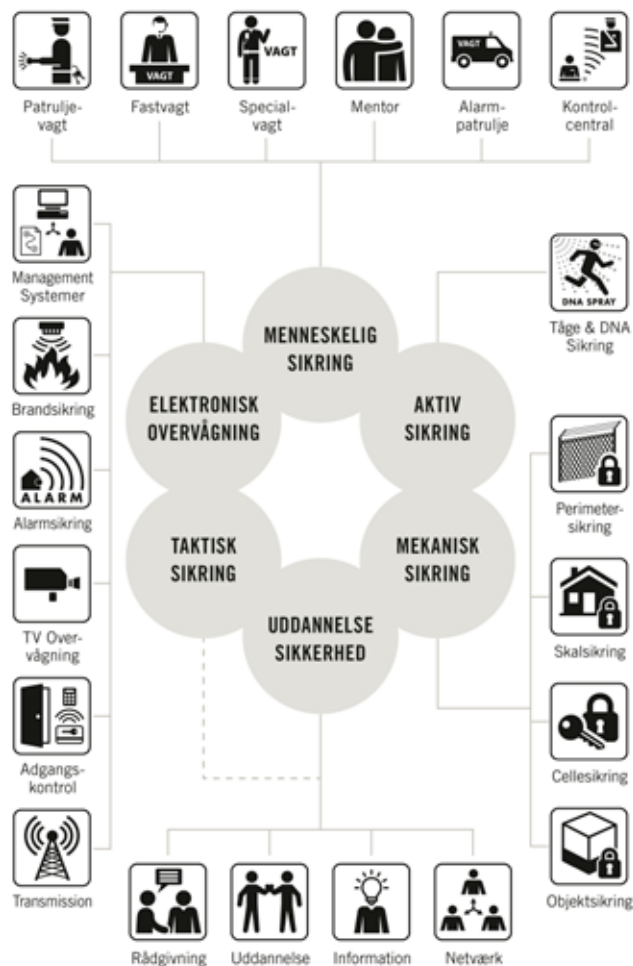 VAGT
VAGT
VAGT
Patrulje-
vagt
Fastvagt
Special-
vagt
Mentor
Alarm-
patrulje
Kontrol-
central
Management
Systemer
Brandsikring
ALARM
Alarmsikring
TV Over-
vågning
Adgangs-
kontrol
Transmission
MENNESKELIG
SIKRING
ELEKTRONISK
OVERVÅGNING
AKTIV
SIKRING
TAKTISK
SIKRING
MEKANISK
SIKRING
UDDANNELSE
SIKKERHED
DNA SPRAY
Tåge & DNA
Sikring
Perimeter-
sikring
Skalsikring
Cellesikring
Objektsikring
Rådgivning
Uddannelse
Information
Netværk